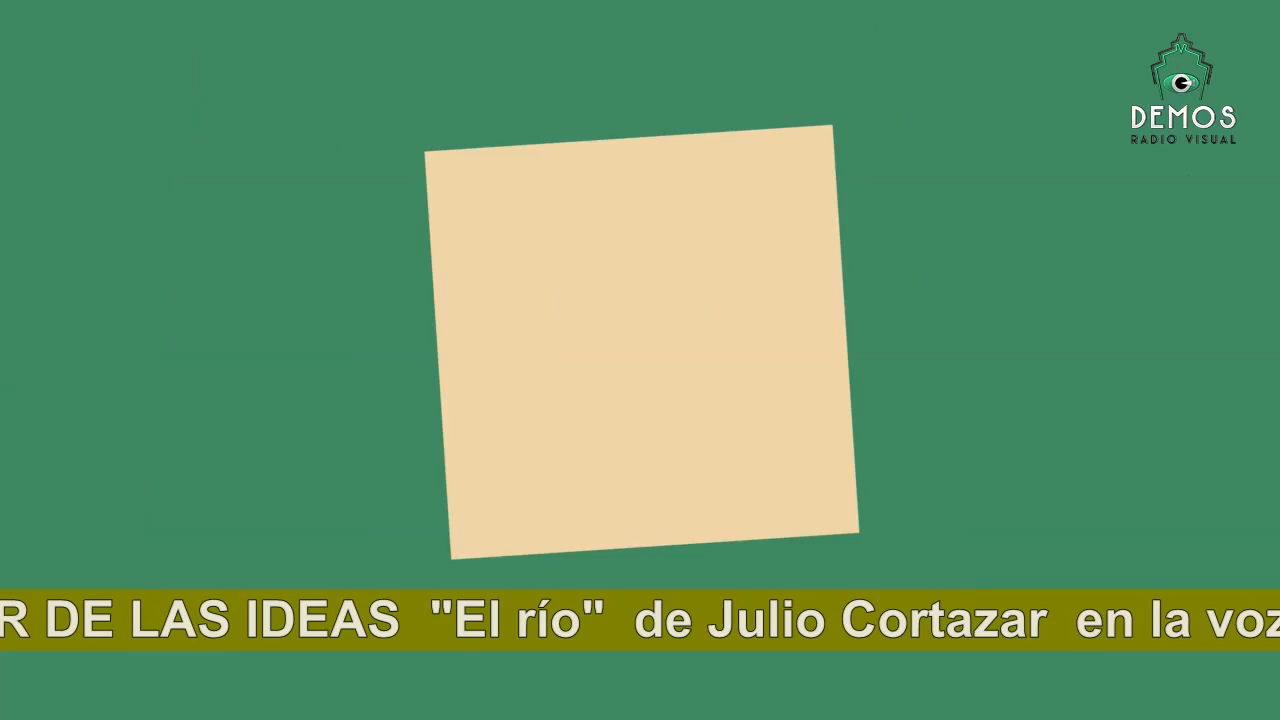 DEMOS
RADIO VISUAL
R DE LAS IDEAS "El río" de Julio Cortazar en la voz